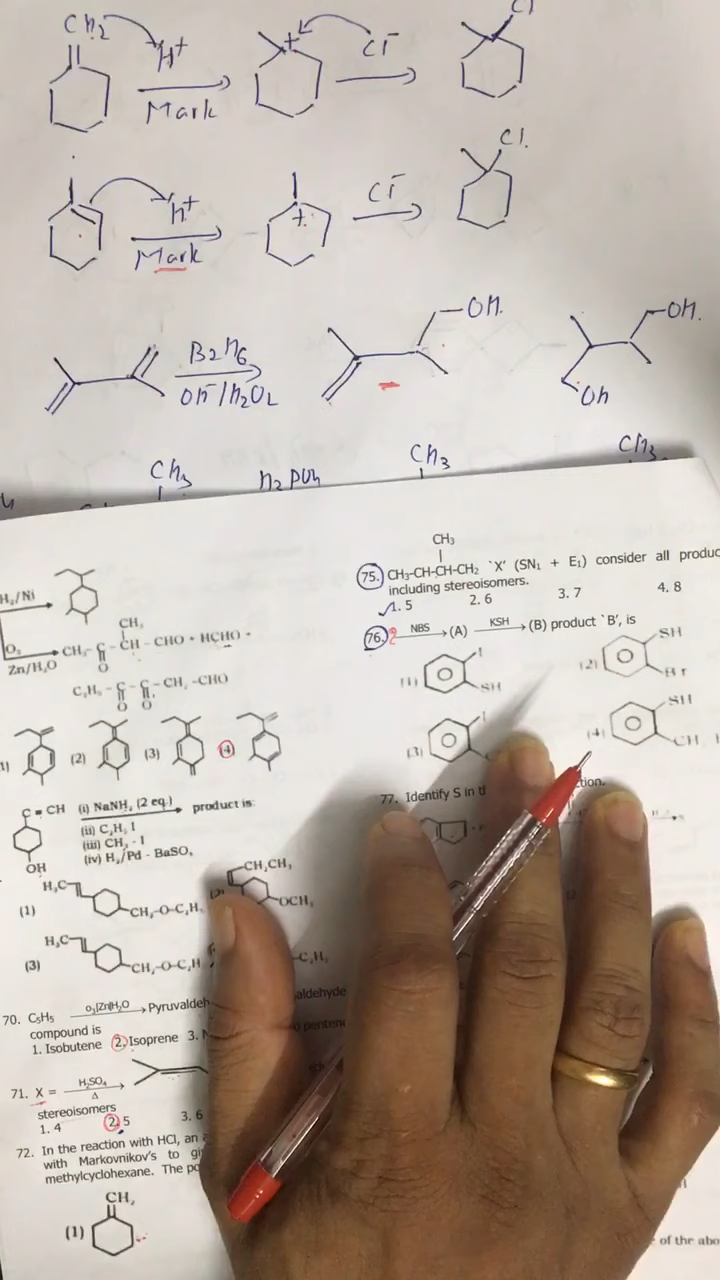 CH2
H+
Mark
+
Cl-
Cl
h+
Mark
+
Cl-
Cl.
B2H6
OH-/H2O2
OH.
OH.
OH
CH3
CH3
CH3
H2/Ni
O3
Zn/H2O
CH3
CH3-C-CH-CHO + HCHO +
O
C2H5-C-C-CH2-CHO
O O
(2)
(3)
(4)
C≡CH
(i) NaNH2 (2 eq.)
product is
(ii) C2H5 I
(iii) CH3-I
(iv) H2/Pd - BaSO4
OH
H3C
(1)
CH2-O-C2H5
CH2CH3
OCH3
H3C
(3)
CH2-O-C2H5
70. C5H8
O3|Zn|H2O
compound is
1. Isobutene 2. Isoprene 3.
71. X =
H2SO4
Δ
stereoisomers
1. 4
2. 5
3. 6
72. In the reaction with HCl, an
with Markovnikov's to
methylcyclohexane. The
CH2
(1)
CH3
75. CH3-CH-CH-CH2 `X' (SN1 + E1) consider all
including stereoisomers.
1. 5
2. 6
3. 7
4. 8
76. ? NBS (A) KSH (B) product `B', is
(1)
I
SH
(2)
SH
Br
(3)
I
(4)
SH
CH2
77. Identify S in
of the